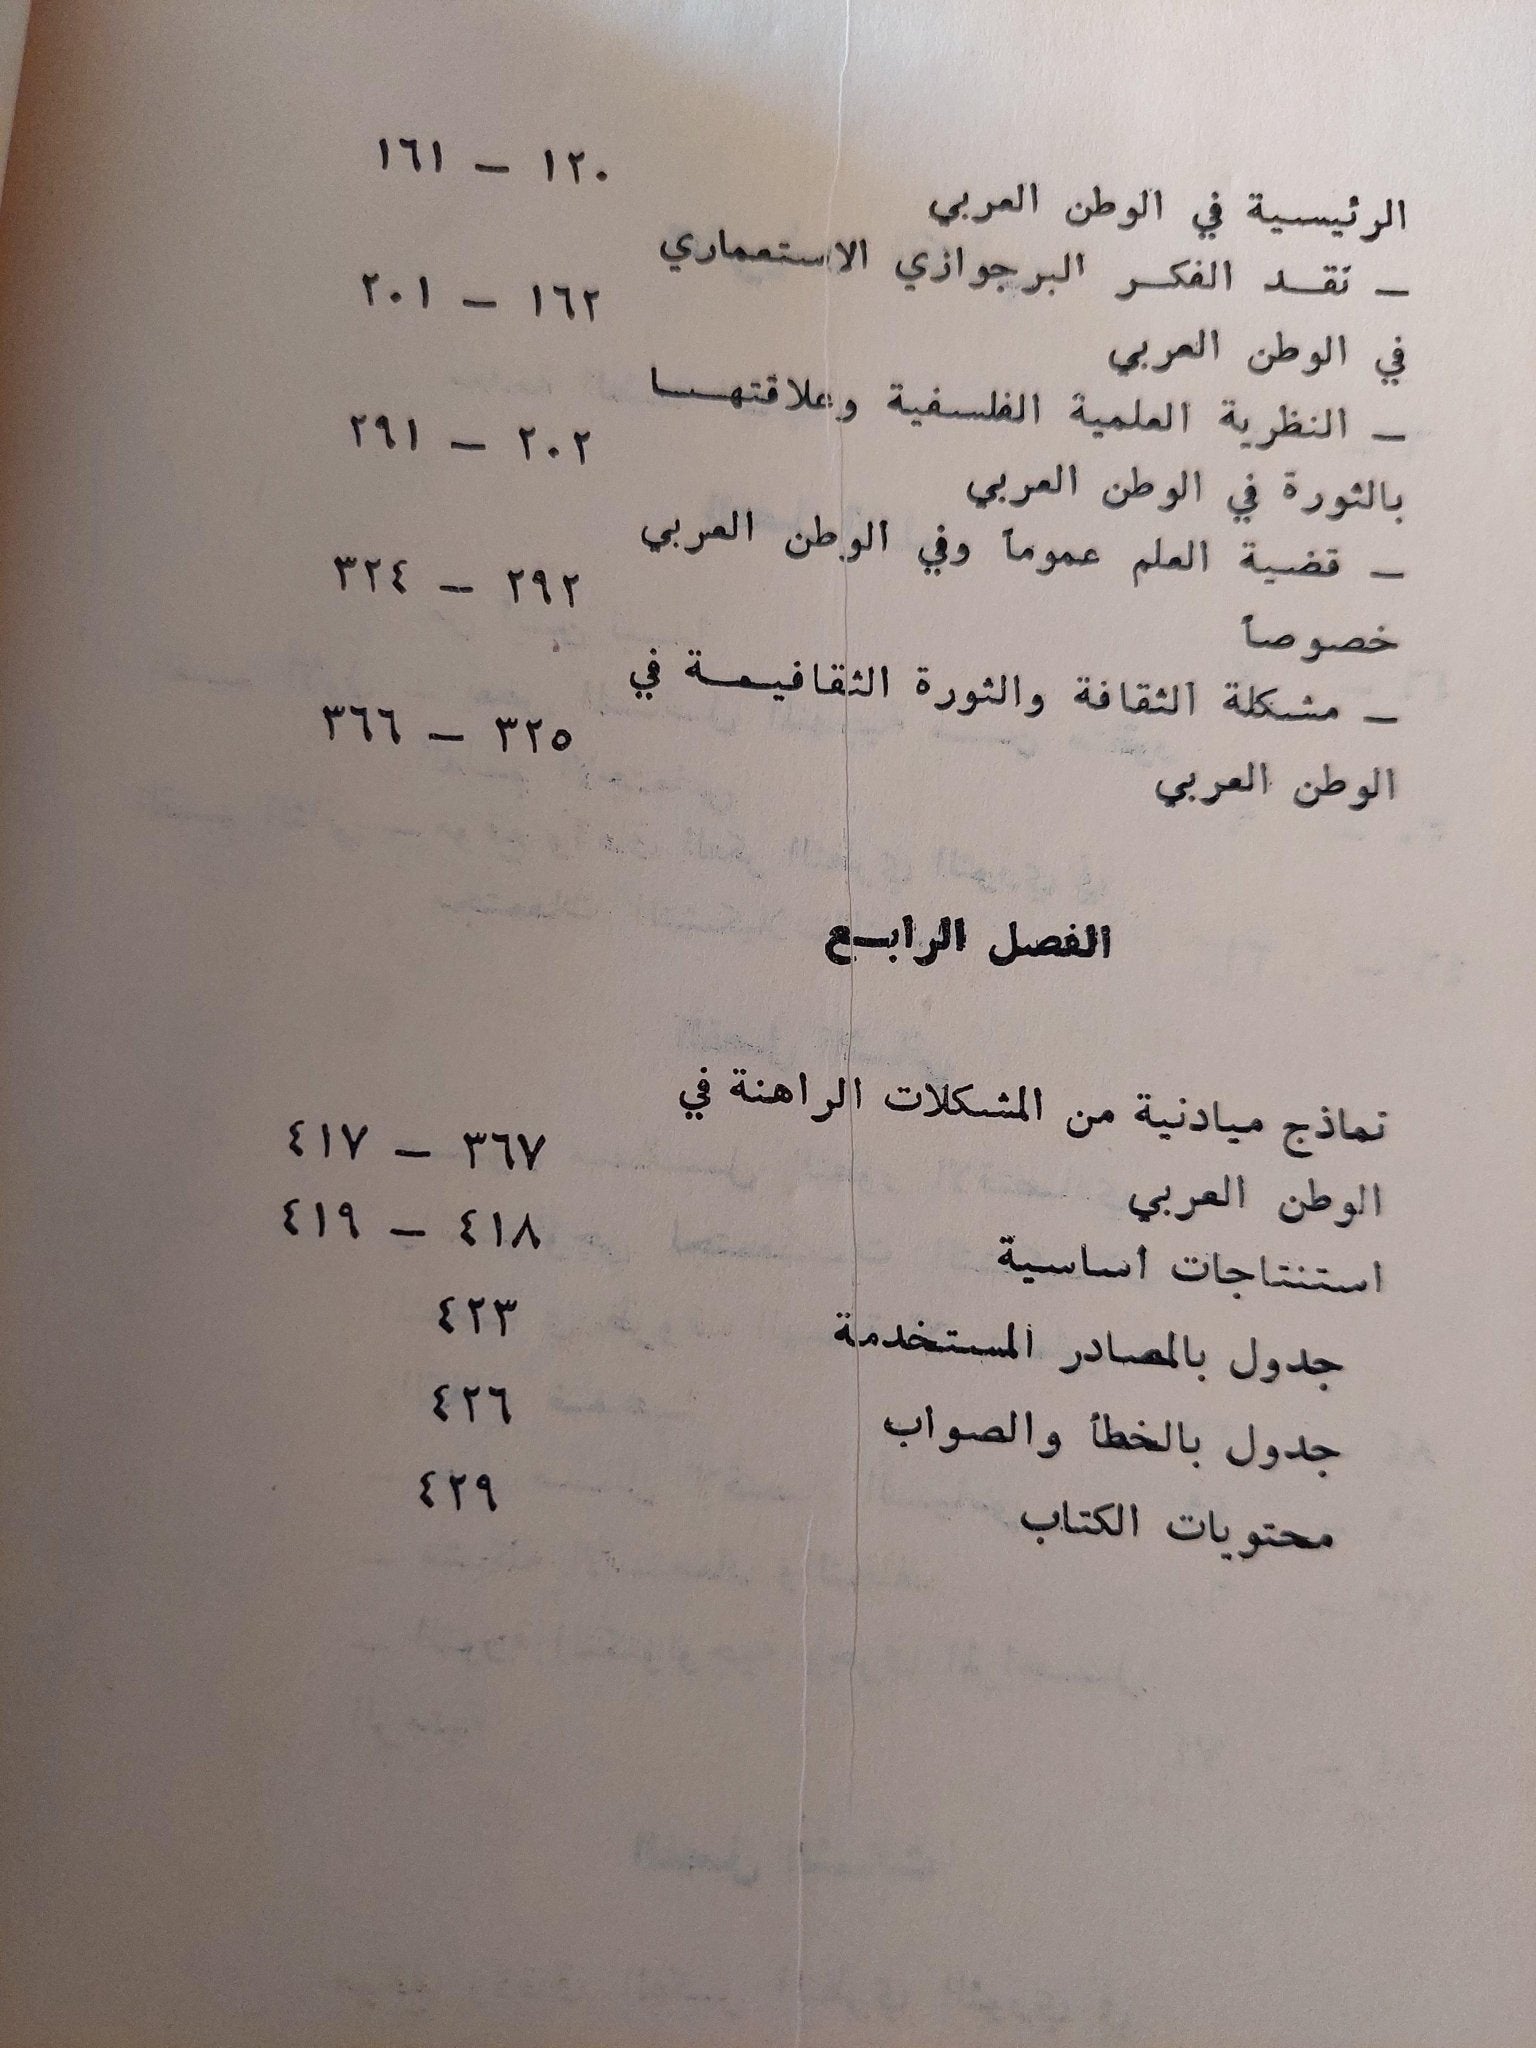 الرئيسية في الوطن العربي ١٢٠ – ١٦١
– نقد الفكر البرجوازي الاستعماري
في الوطن العربي ١٦٢ – ٢٠١
– النظرية العلمية الفلسفية وعلاقتها
بالثورة في الوطن العربي ٢٠٢ – ٢٩١
– قضية العلم عموماً وفي الوطن العربي
خصوصاً ٢٩٢ – ٣٢٤
– مشكلة الثقافة والثورة الثقافية في
الوطن العربي ٣٢٥ – ٣٦٦
الفصل الرابع
نماذج ميادنية من المشكلات الراهنة في
الوطن العربي ٣٦٧ – ٤١٧
استنتاجات أساسية ٤١٨ – ٤١٩
جدول بالمصادر المستخدمة ٤٢٣
جدول بالخطأ والصواب ٤٢٦
محتويات الكتاب ٤٢٩